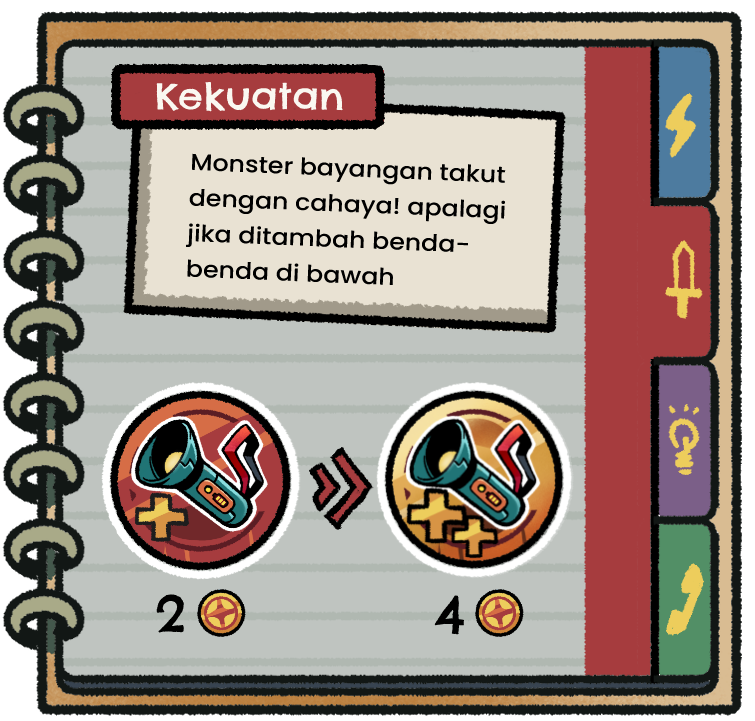 Kekuatan
Monster bayangan takut
dengan cahaya! apalagi
jika ditambah benda-
benda di bawah
2
4